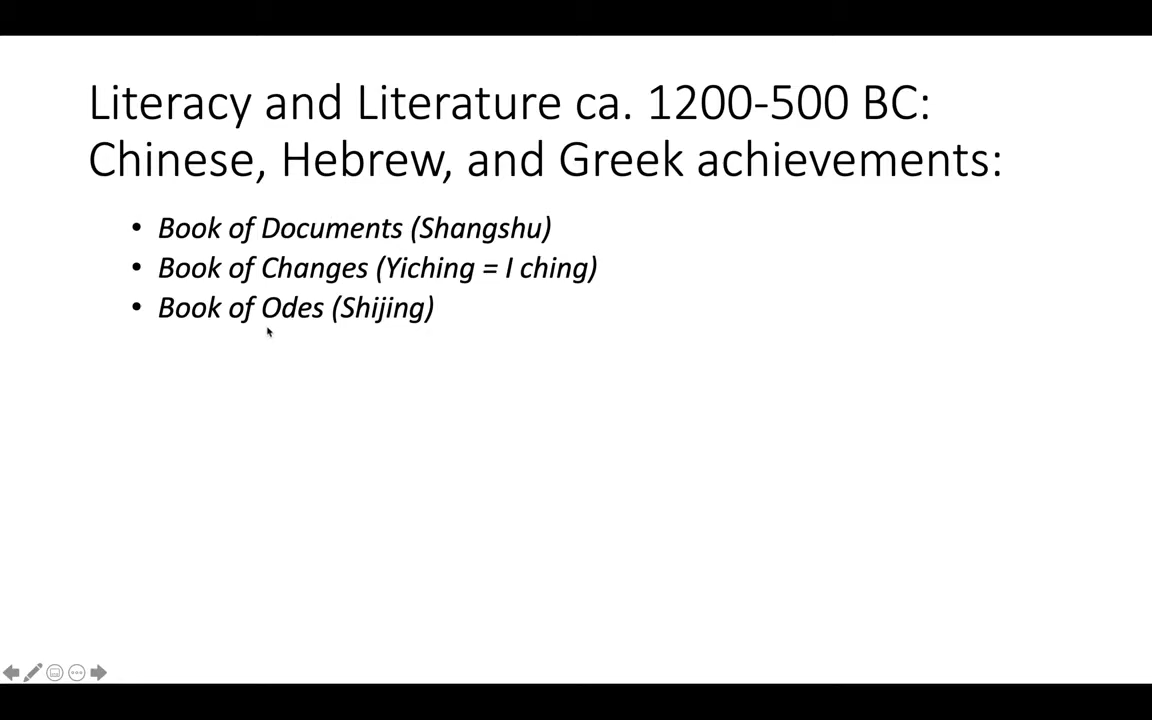 Literacy and Literature ca. 1200-500 BC:
Chinese, Hebrew, and Greek achievements:
• Book of Documents (Shangshu)
• Book of Changes (Yiching = I ching)
• Book of Odes (Shijing)